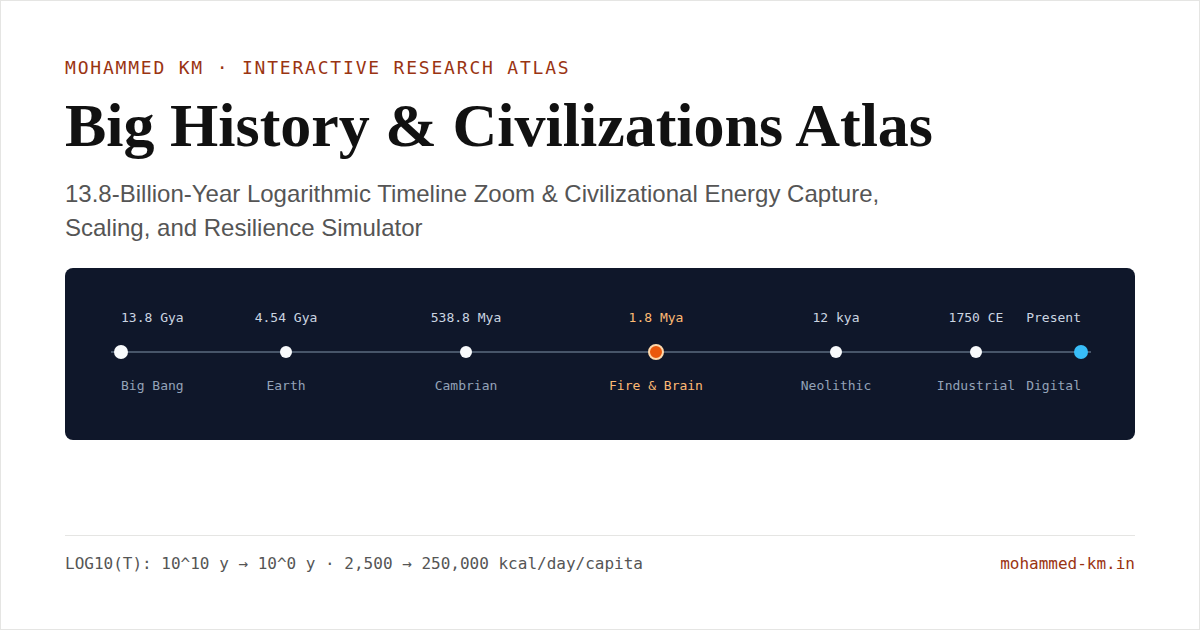 MOHAMMED KM · INTERACTIVE RESEARCH ATLAS
Big History & Civilizations Atlas
13.8-Billion-Year Logarithmic Timeline Zoom & Civilizational Energy Capture,
Scaling, and Resilience Simulator
13.8 Gya 4.54 Gya 538.8 Mya 1.8 Mya 12 kya 1750 CE Present
Big Bang Earth Cambrian Fire & Brain Neolithic Industrial Digital
LOG10(T): 10^10 y → 10^0 y · 2,500 → 250,000 kcal/day/capita mohammed-km.in